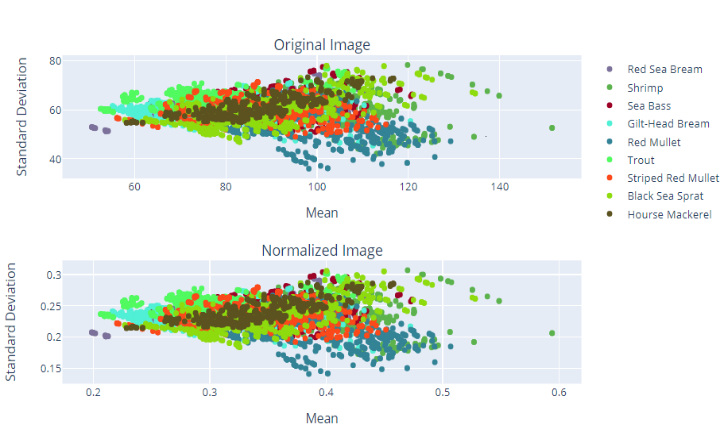 Original Image
80
60
40
Standard Deviation
60
80
100
120
140
Mean
Red Sea Bream
Shrimp
Sea Bass
Gilt-Head Bream
Red Mullet
Trout
Striped Red Mullet
Black Sea Sprat
Hourse Mackerel
Normalized Image
0.3
0.25
0.2
0.15
Standard Deviation
0.2
0.3
0.4
0.5
0.6
Mean